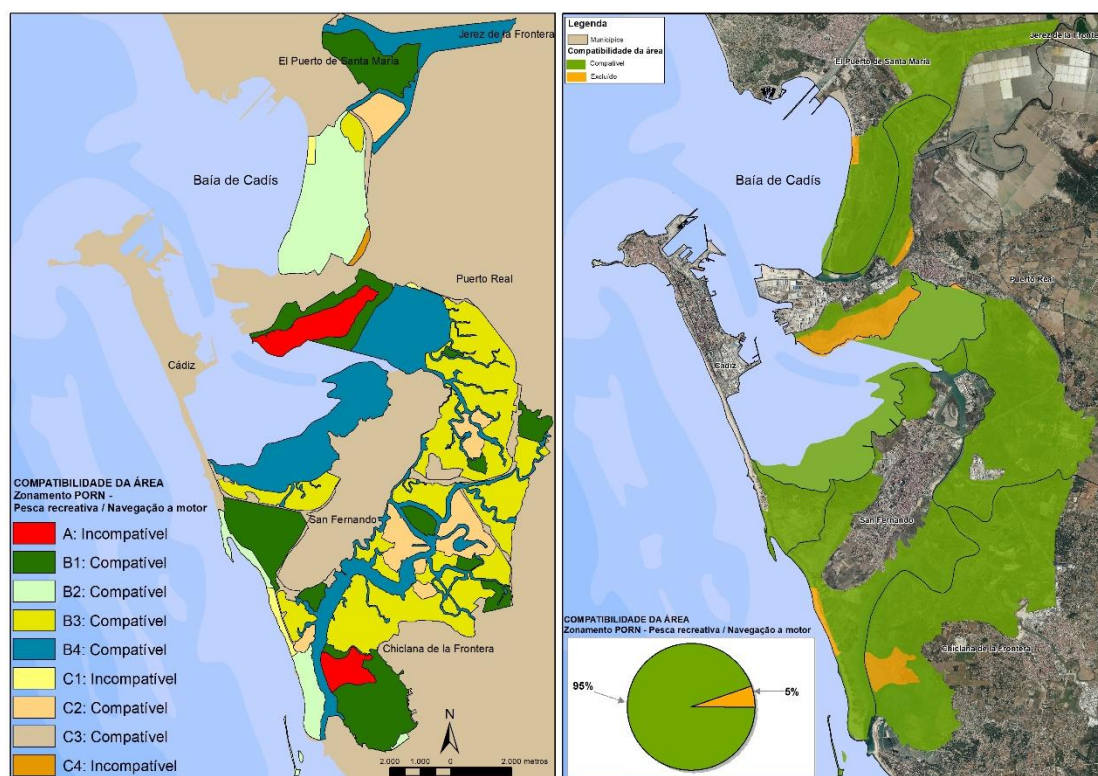 Jerez de la Frontera
El Puerto de Santa María
Baía de Cadís
Puerto Real
Cádiz
San Fernando
Chiclana de la Frontera
COMPATIBILIDADE DA ÁREA
Zonamento PORN -
Pesca recreativa / Navegação a motor
A: Incompatível
B1: Compatível
B2: Compatível
B3: Compatível
B4: Compatível
C1: Incompatível
C2: Compatível
C3: Compatível
C4: Incompatível
N
2.000 1.000 0 2.000 metros
Legenda
Municípios
Compatibilidade da área
Compatível
Excluído
Jerez de la Fronte
El Puerto de Santa María
Baía de Cadís
Puerto Real
Cádiz
San Fernando
Chiclana de la Frontera
COMPATIBILIDADE DA ÁREA
Zonamento PORN - Pesca recreativa / Navegação a motor
95%
5%